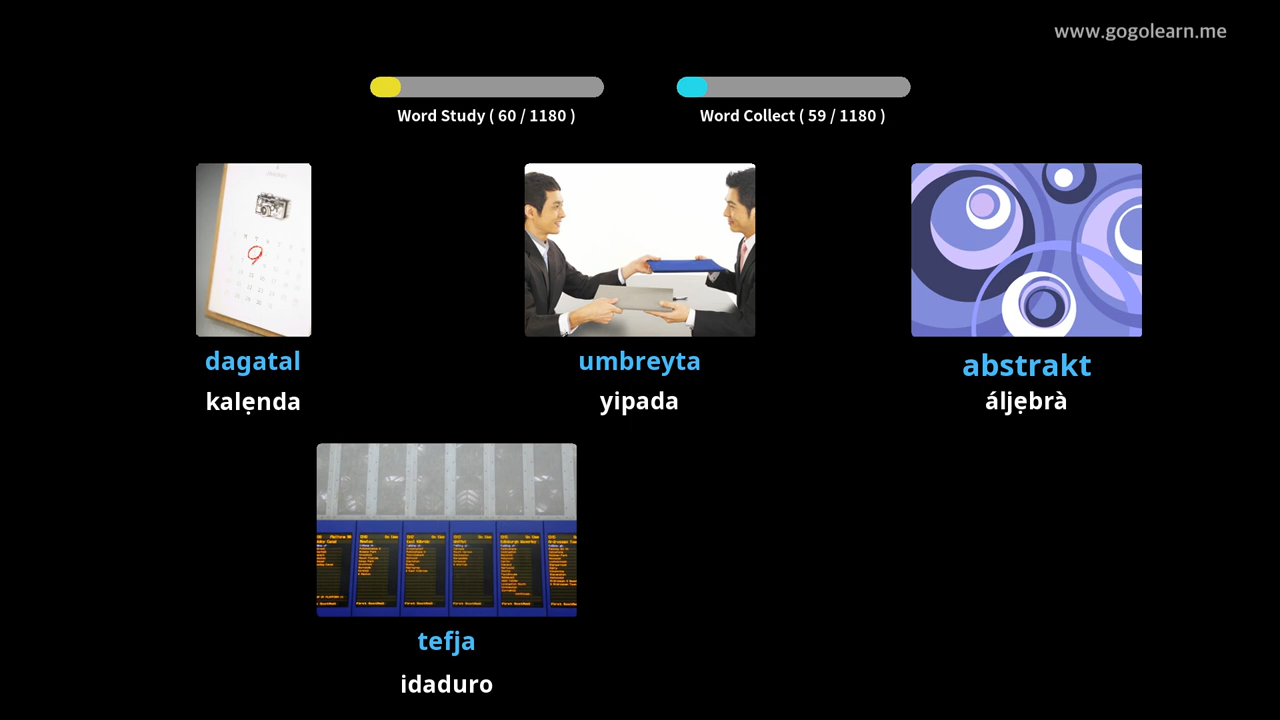 www.gogolearn.me
Word Study ( 60 / 1180 )
Word Collect ( 59 / 1180 )
dagatal
umbreyta
abstrakt
kalẹnda
yipada
áljẹbrà
tefja
idaduro